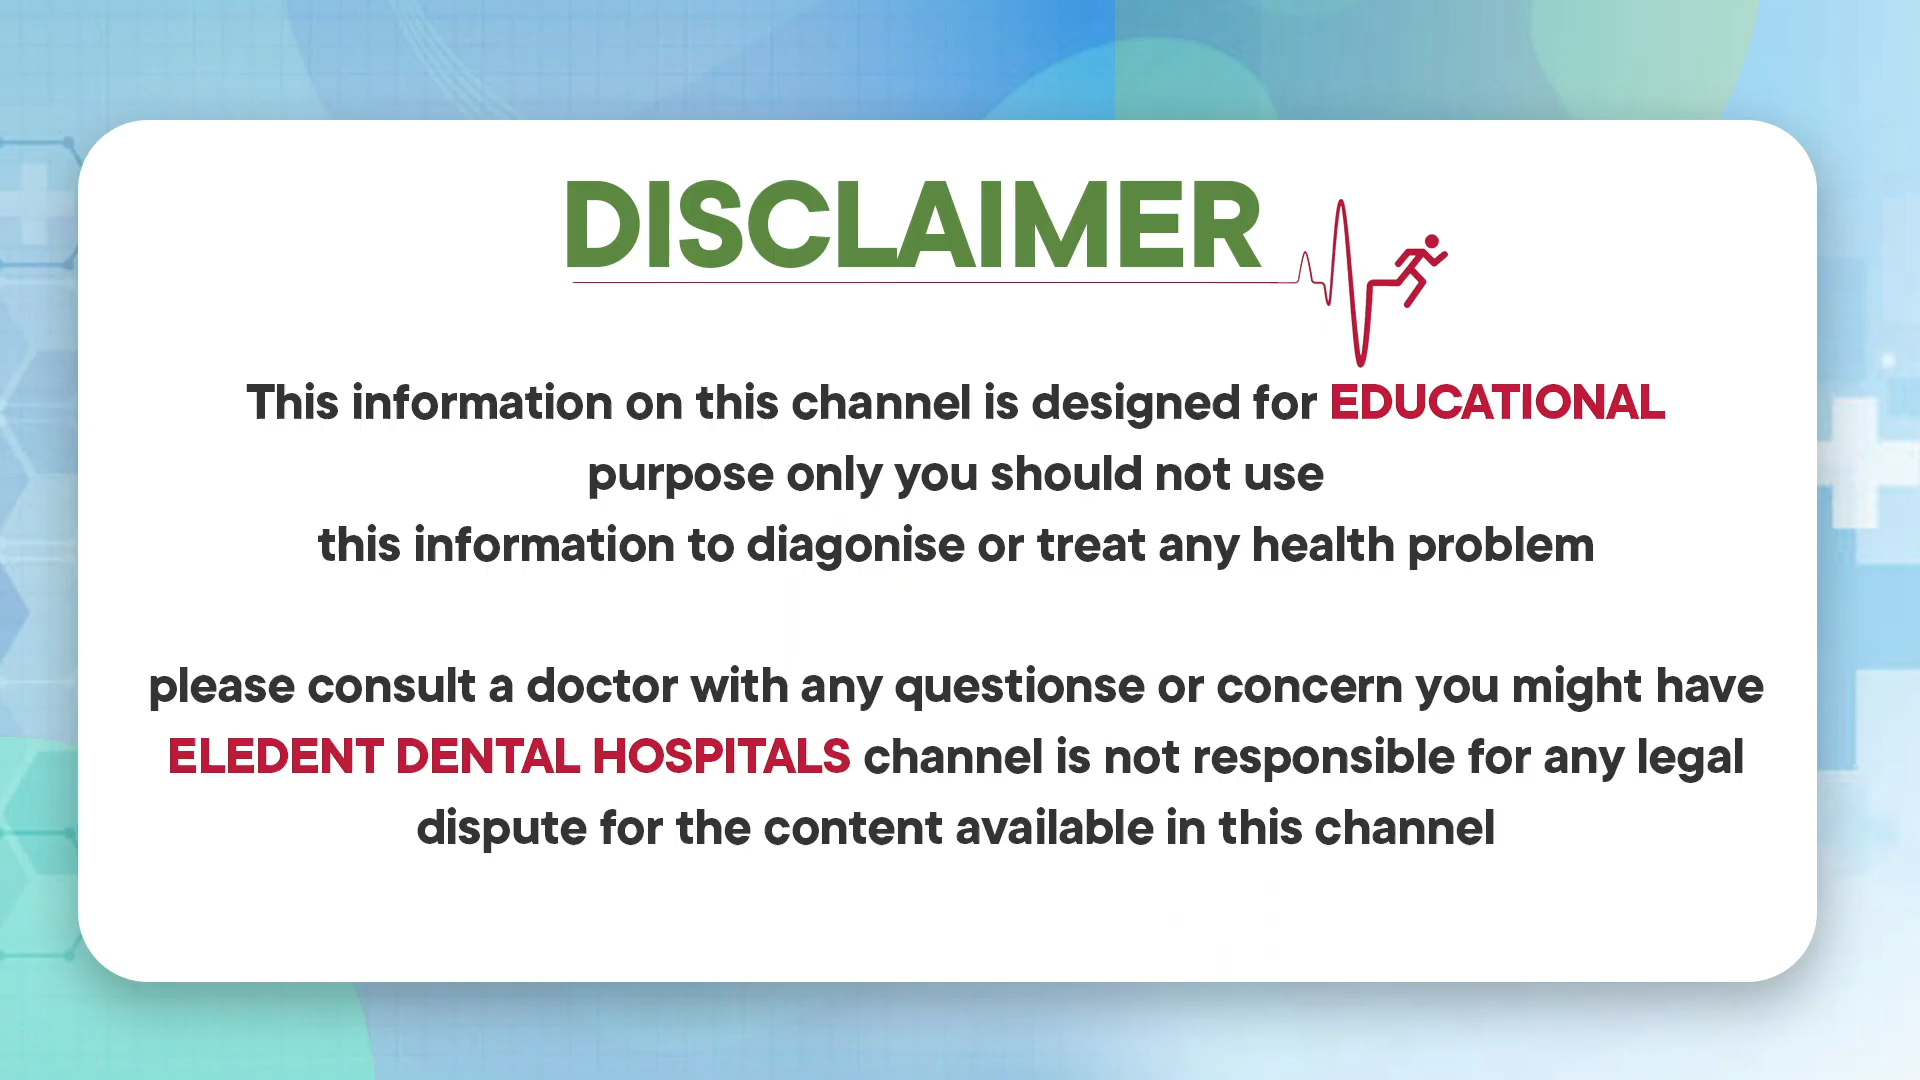 DISCLAIMER
This information on this channel is designed for EDUCATIONAL
purpose only you should not use
this information to diagonise or treat any health problem
please consult a doctor with any questionse or concern you might have
ELEDENT DENTAL HOSPITALS channel is not responsible for any legal
dispute for the content available in this channel